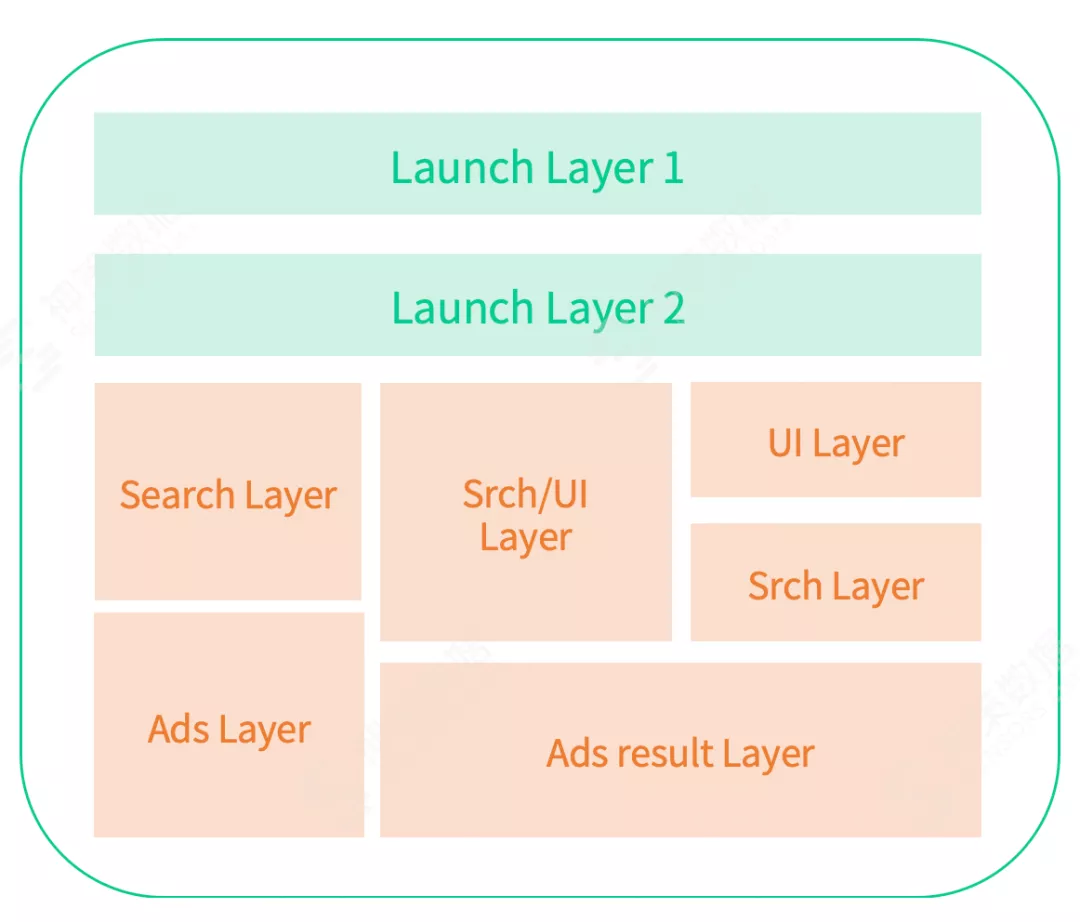 Launch Layer 1
Launch Layer 2
Search Layer
Srch/UI
Layer
UI Layer
Srch Layer
Ads Layer
Ads result Layer